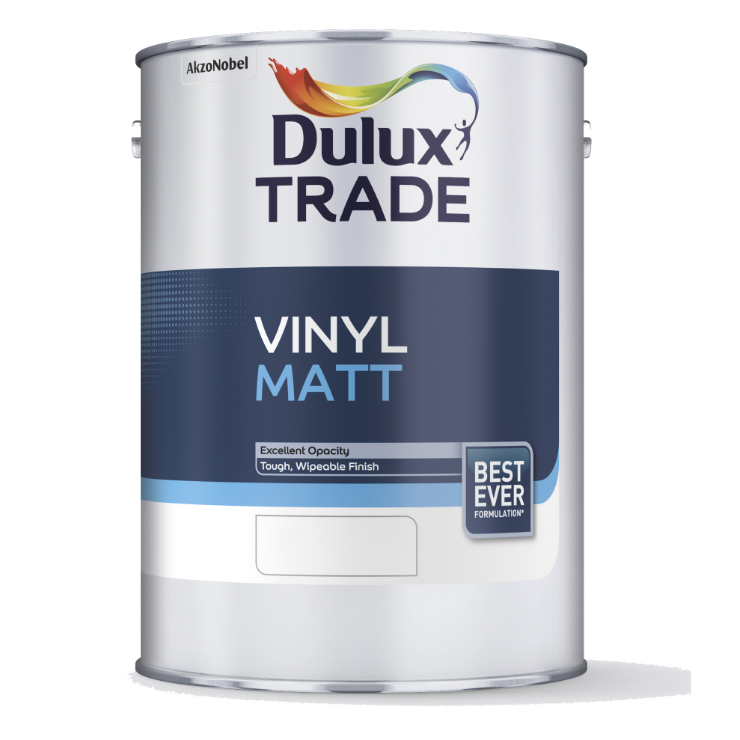 AkzoNobel
Dulux
TRADE
VINYL
MATT
Excellent Opacity
Tough, Wipeable Finish
BEST
EVER
FORMULATION*